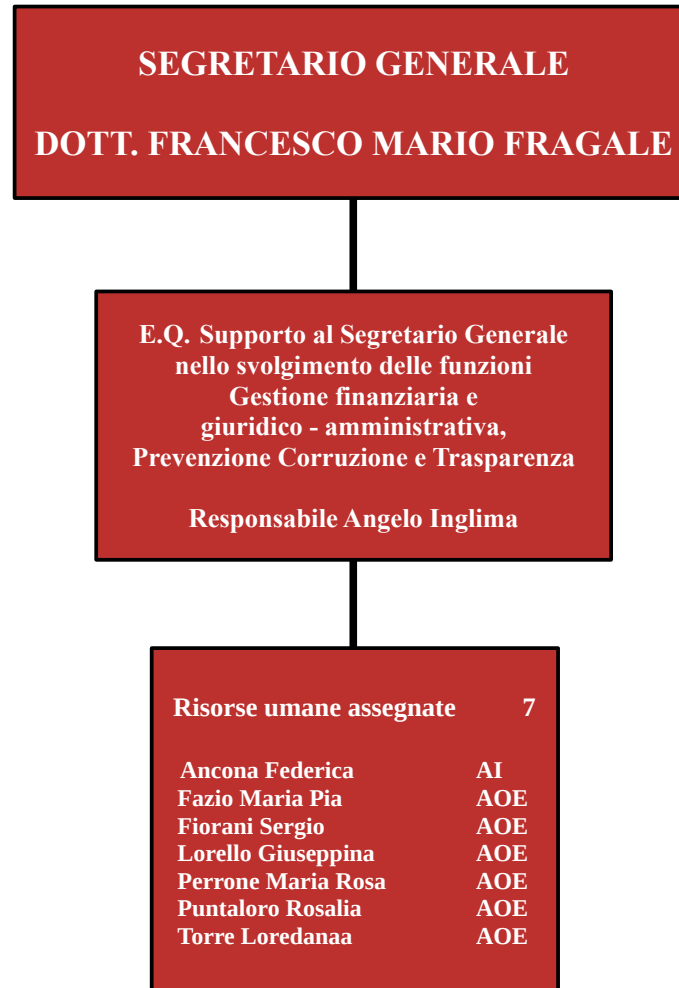 SEGRETARIO GENERALE
DOTT. FRANCESCO MARIO FRAGALE
E.Q. Supporto al Segretario Generale
nello svolgimento delle funzioni
Gestione finanziaria e
giuridico - amministrativa,
Prevenzione Corruzione e Trasparenza
Responsabile Angelo Inglima
Risorse umane assegnate 7
Ancona Federica AI
Fazio Maria Pia AOE
Fiorani Sergio AOE
Lorello Giuseppina AOE
Perrone Maria Rosa AOE
Puntaloro Rosalia AOE
Torre Loredanaa AOE